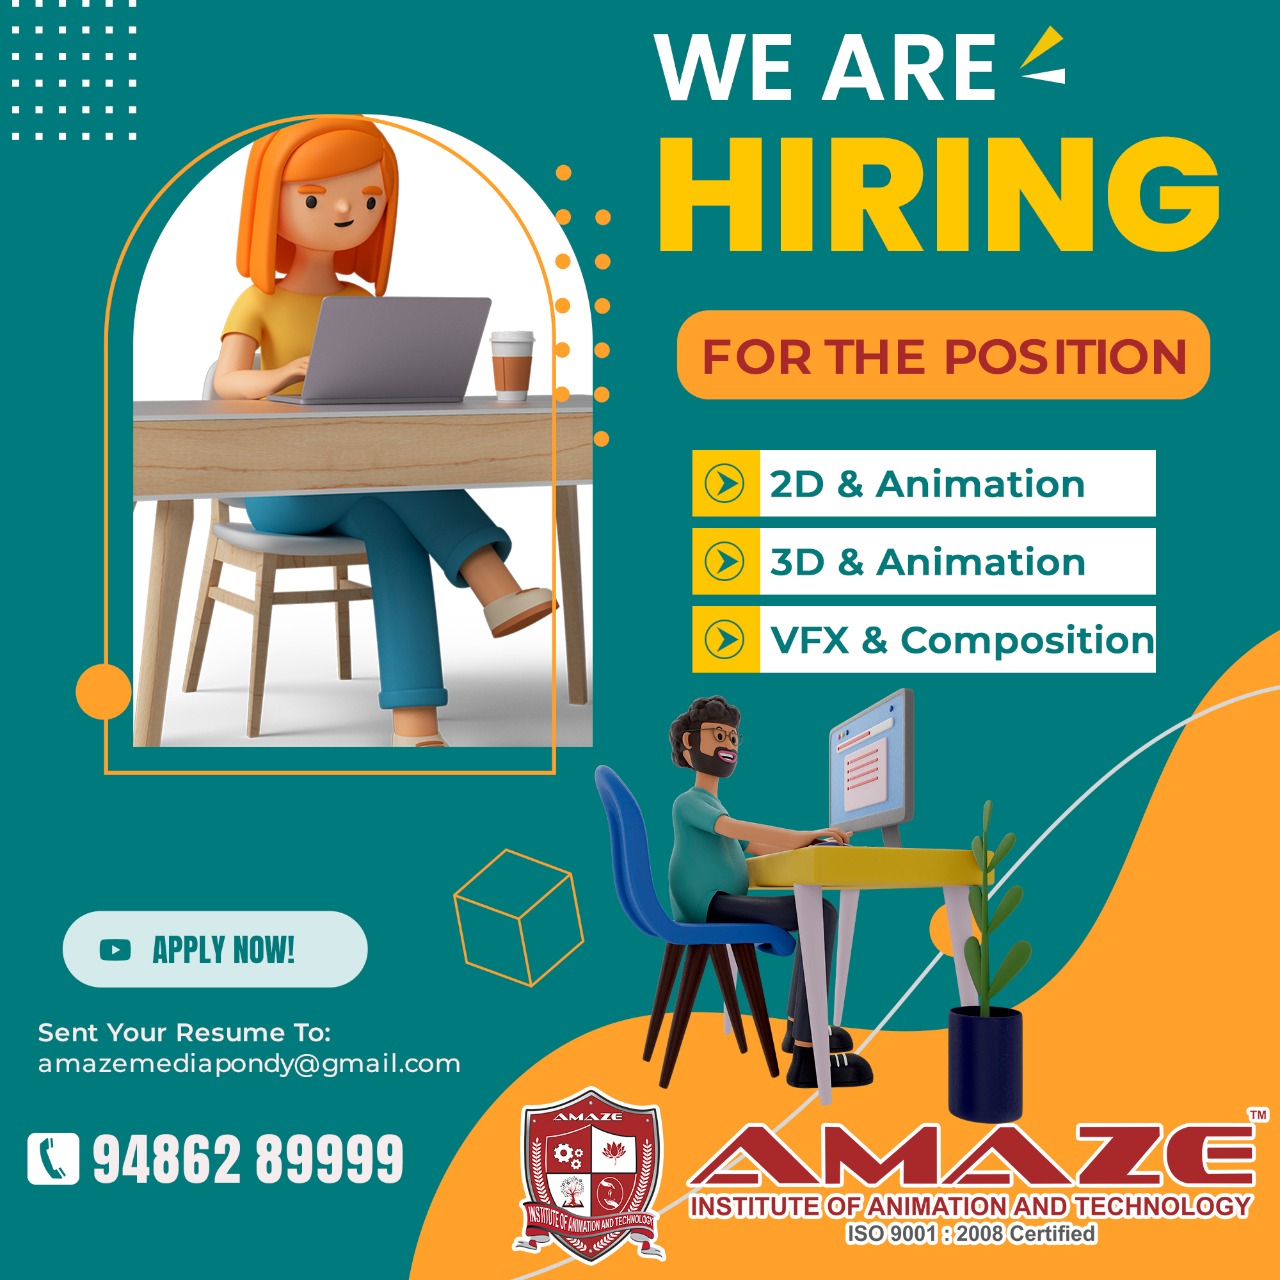 WE ARE
HIRING
FOR THE POSITION
2D & Animation
3D & Animation
VFX & Composition
APPLY NOW!
Sent Your Resume To:
amazemediapondy@gmail.com
94862 89999
AMAZE
INSTITUTE OF ANIMATION AND TECHNOLOGY
AMAZE TM
INSTITUTE OF ANIMATION AND TECHNOLOGY
ISO 9001 : 2008 Certified